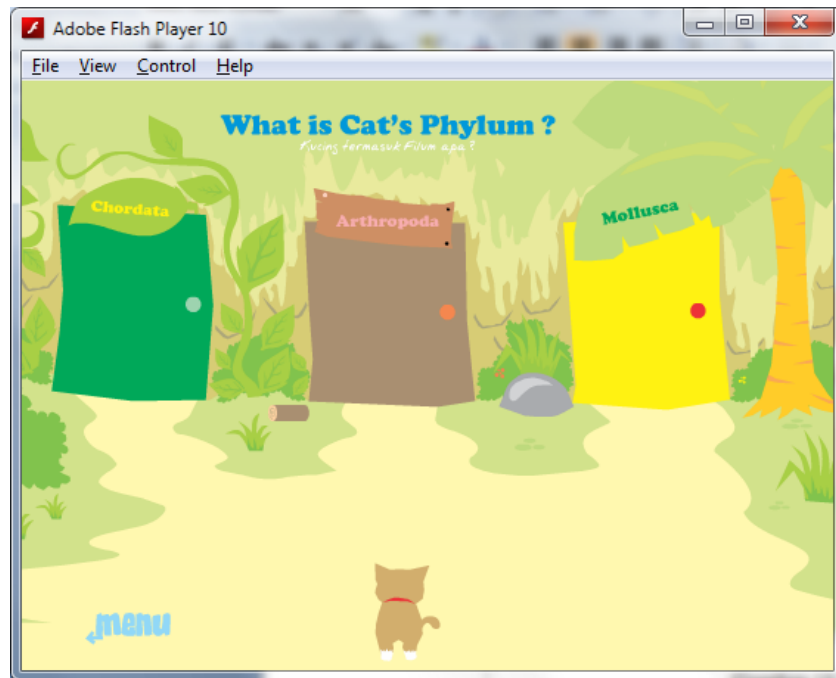 Adobe Flash Player 10
File View Control Help
What is Cat's Phylum ?
Kucing termasuk Filum apa ?
Chordata
Arthropoda
Mollusca
menu